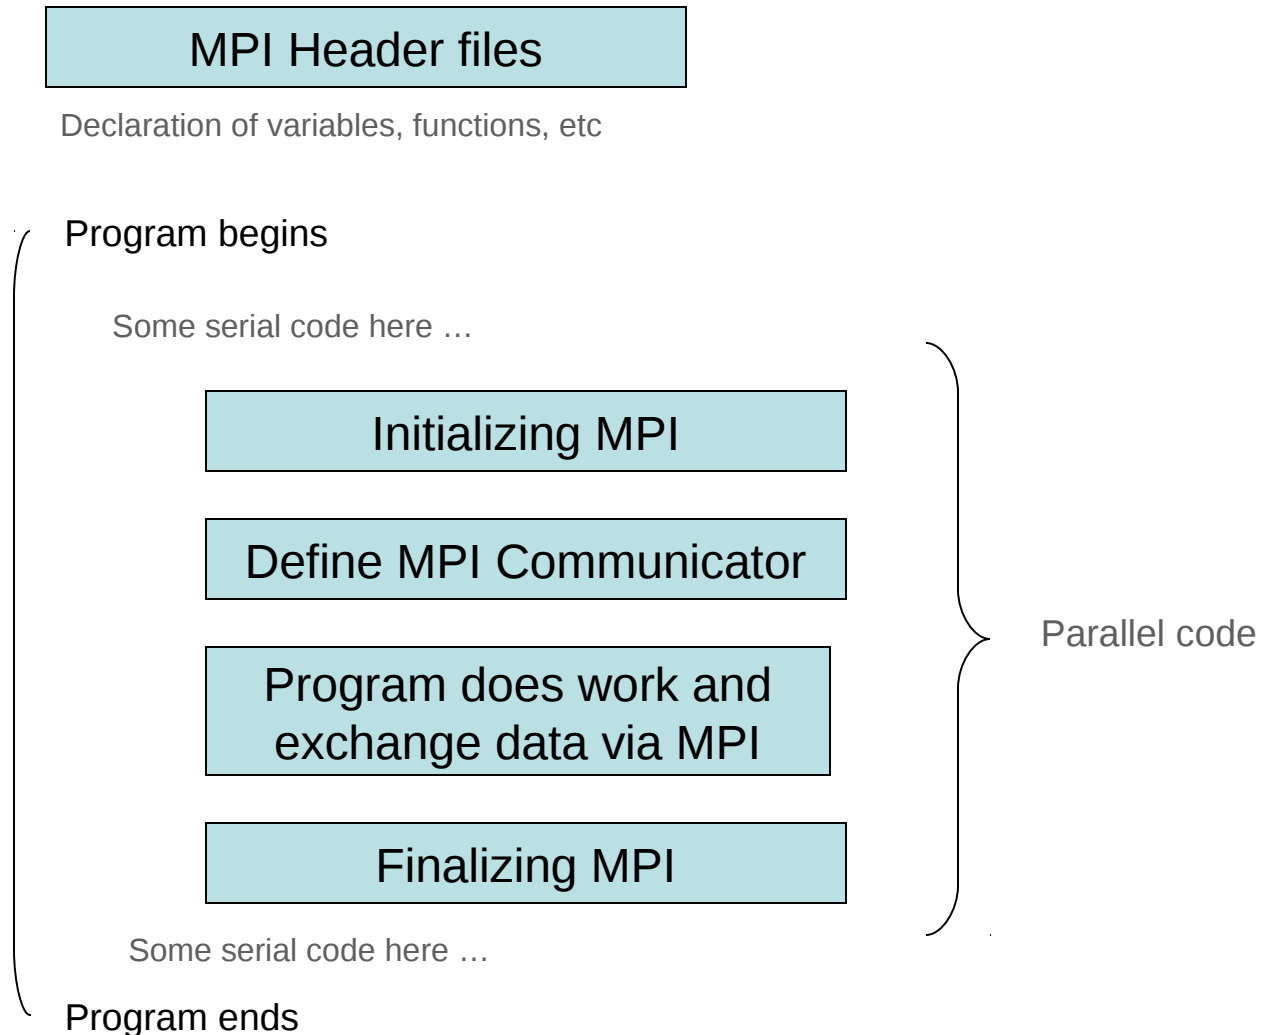 MPI Header files
Declaration of variables, functions, etc
Program begins
Some serial code here …
Initializing MPI
Define MPI Communicator
Program does work and
exchange data via MPI
Parallel code
Finalizing MPI
Some serial code here …
Program ends